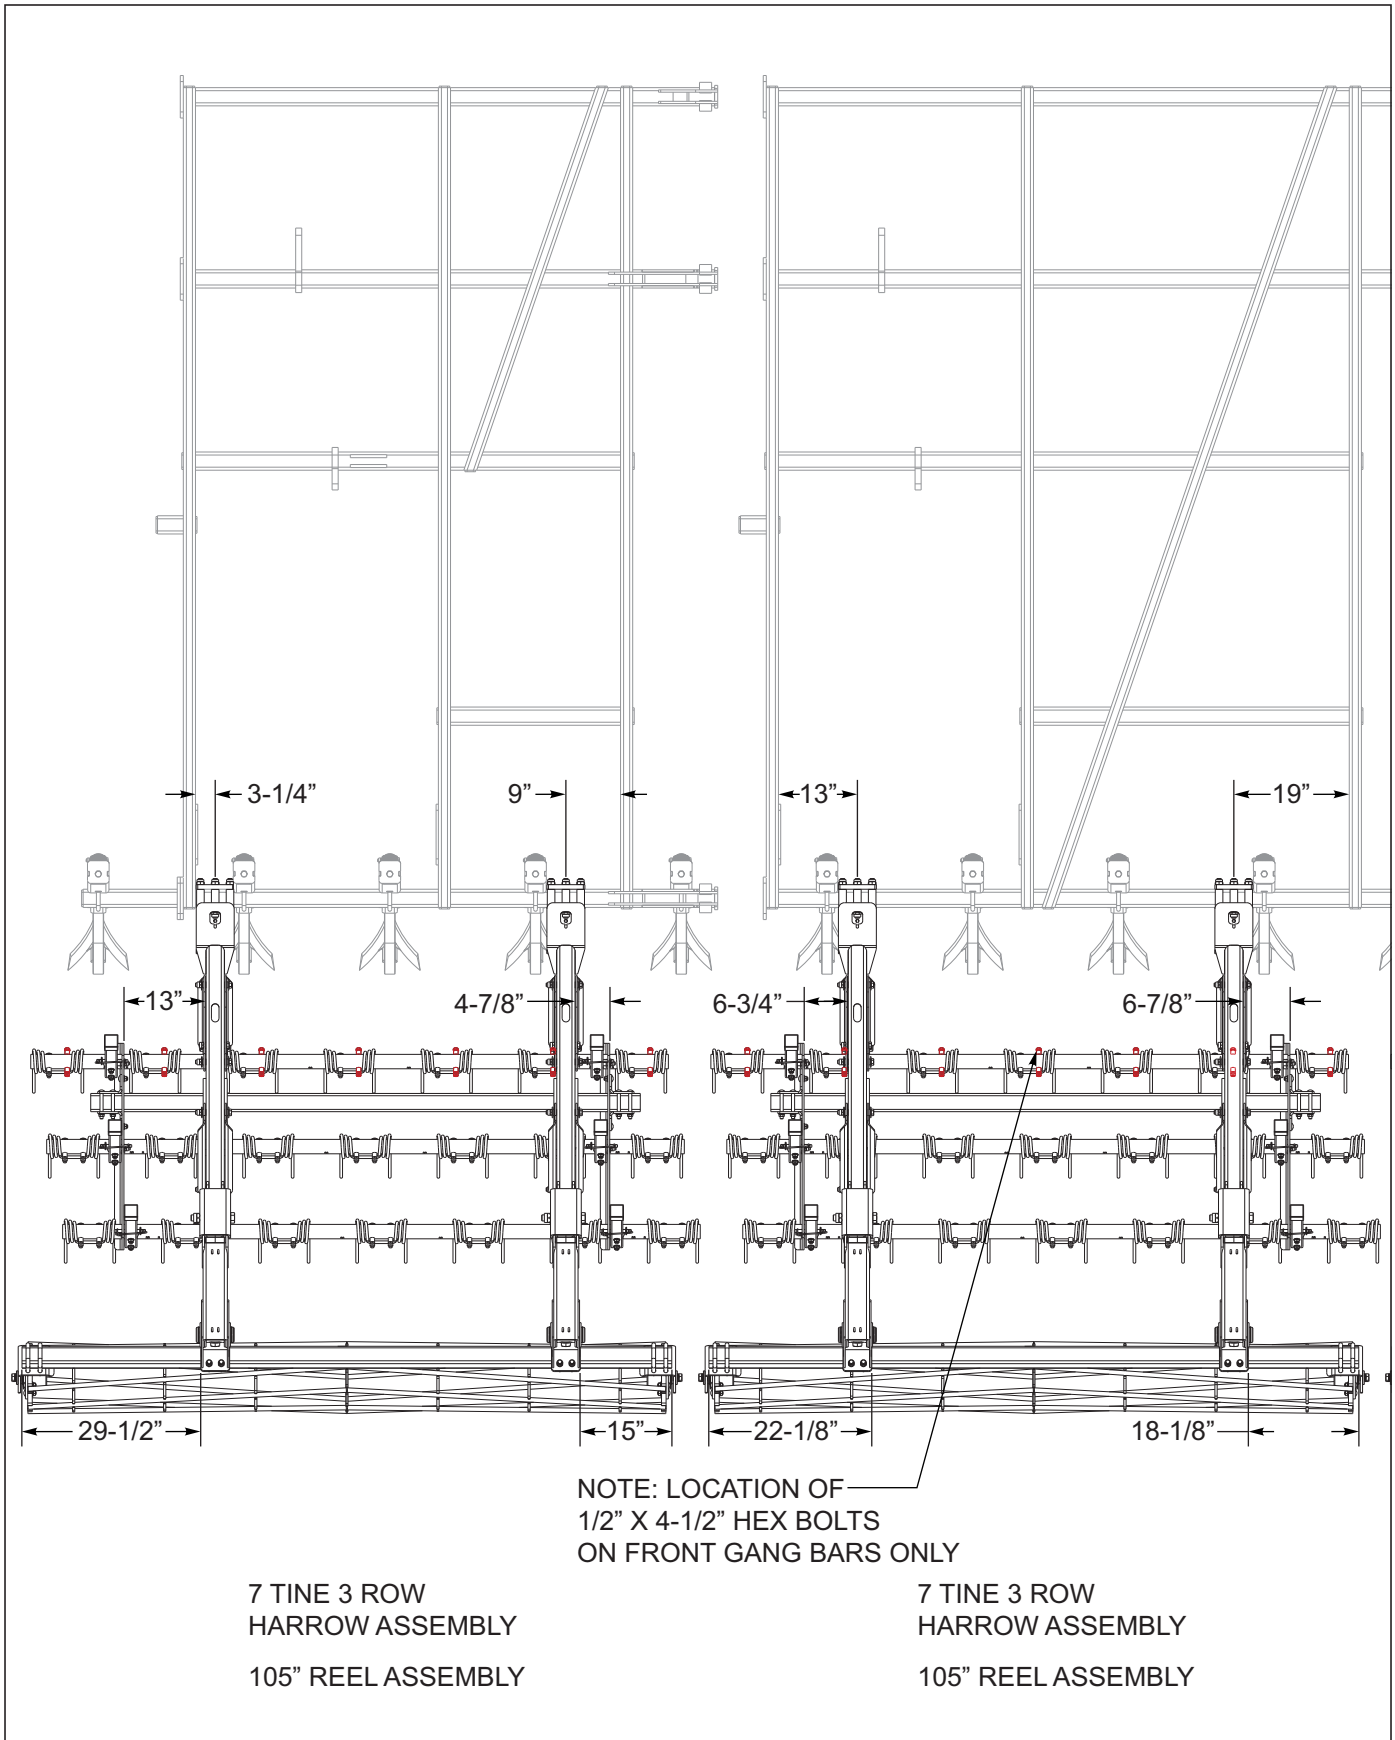 3-1/4”
9”
13”
19”
13”
4-7/8”
6-3/4”
6-7/8”
29-1/2”
15”
22-1/8”
18-1/8”
NOTE: LOCATION OF
1/2” X 4-1/2” HEX BOLTS
ON FRONT GANG BARS ONLY
7 TINE 3 ROW
HARROW ASSEMBLY
105” REEL ASSEMBLY
7 TINE 3 ROW
HARROW ASSEMBLY
105” REEL ASSEMBLY